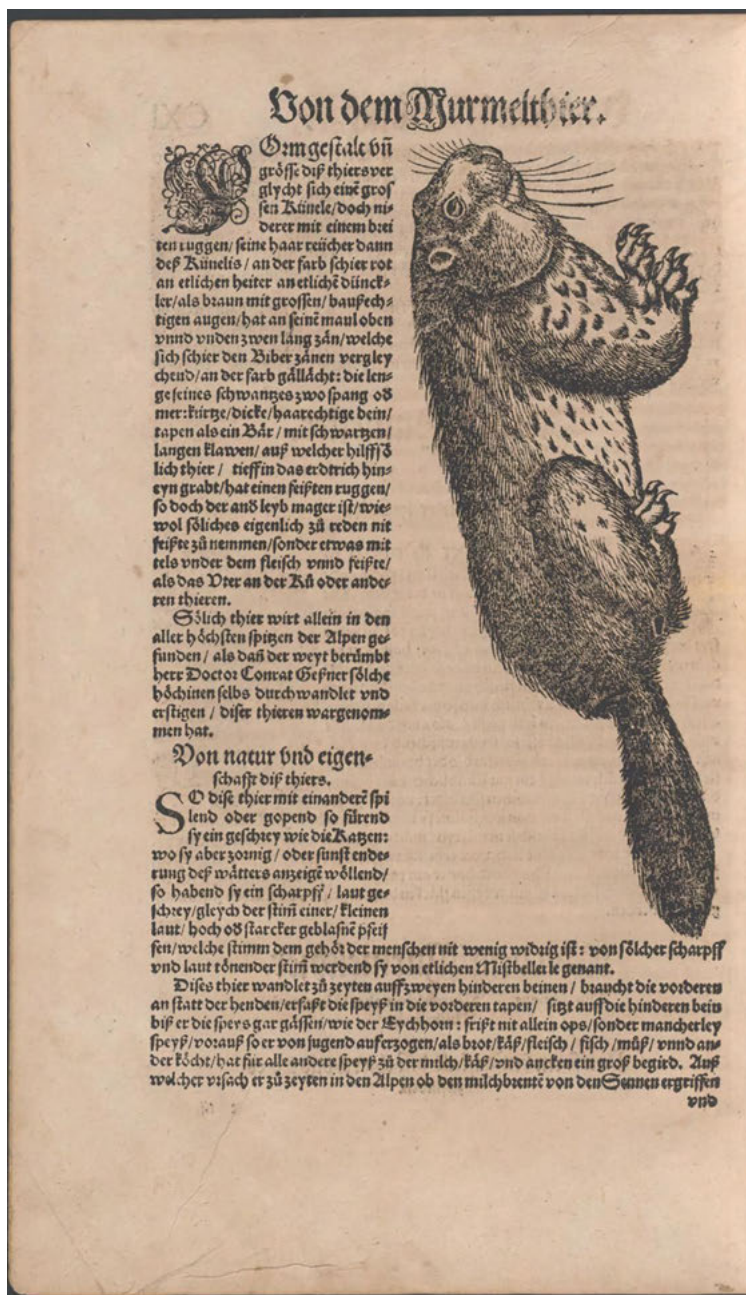 Von dem Murmelthier.
FOrm gestalt vñ
grösse diß thiers ver
glycht sich einẽ gros
sen Künele/doch ni-
derer mit einem brei
ten ruggen/ seine haar reücher dann
deß Künelis / an der farb schier rot
an etlichen heiter an etlichẽ dünck-
ler/als braun mit grossen/ baußech-
tigen augen/hat an seinẽ maul oben
vnnd vnden zwen lang zän/welche
sich schier den Biber zänen vergley
chend/an der farb gällächt: die len-
ge seines schwantzes zwo spang oð
mer: kürtze/dicke/haarechtige bein/
tapen als ein Bär / mit schwartzen/
langen klawen/ auß welcher hilff sö
lich thier / tieff in das erdtrich hin-
eyn grabt/hat einen feißten ruggen/
so doch der and leyb mager ist/wie-
wol söliches eigenlich zů reden nit
feißte zů nemmen/sonder etwas mit
tels vnder dem fleisch vnnd feißte/
als das Vter an der Ků oder ande-
ren thieren.
Sölich thier wirt allein in den
aller höchsten spitzen der Alpen ge-
funden / als dañ der weyt berůmbt
herr Doctor Conrat Geßner sölche
höchinen selbs durchwandlet vnd
erstigen / diser thieren wargenom-
men hat.
Von natur vnd eigen-
schafft diß thiers.
SO dise thier mit einanderẽ spi
lend oder gopend so fürend
sy ein geschrey wie die Katzen:
wo sy aber zornig / oder sunst ende-
rung deß wätters anzeigẽ wöllend/
so habend sy ein scharpff / laut ge-
schrey/gleych der stim̃ einer/ kleinen
laut/ hoch oð starcker geblasnẽ pfeif
fen/welche stimm dem gehör der menschen nit wenig widrig ist: von sölcher scharpff
vnd laut tönender stim̃ werdend sy von etlichen Mistbellerle genant.
Dises thier wandlet zů zeyten auff zweyen hinderen beinen / braucht die vorderen
an statt der henden/erfaßt die speyß in die vorderen tapen/ sitzt auff die hinderen bein
biß er die speys gar gässen/wie der Eychhorn: frißt nit allein ops/sonder mancherley
speyß/vorauß so er von jugend auferzogen/als brot/käß/fleisch / fisch /můß/ vnnd an-
der köcht/hat für alle andere speyß zů der milch/käß/vnd ancken ein groß begird. Auß
welcher vrsach er zů zeyten in den Alpen ob den milchbrentẽ von den Sennen ergriffen
vnd